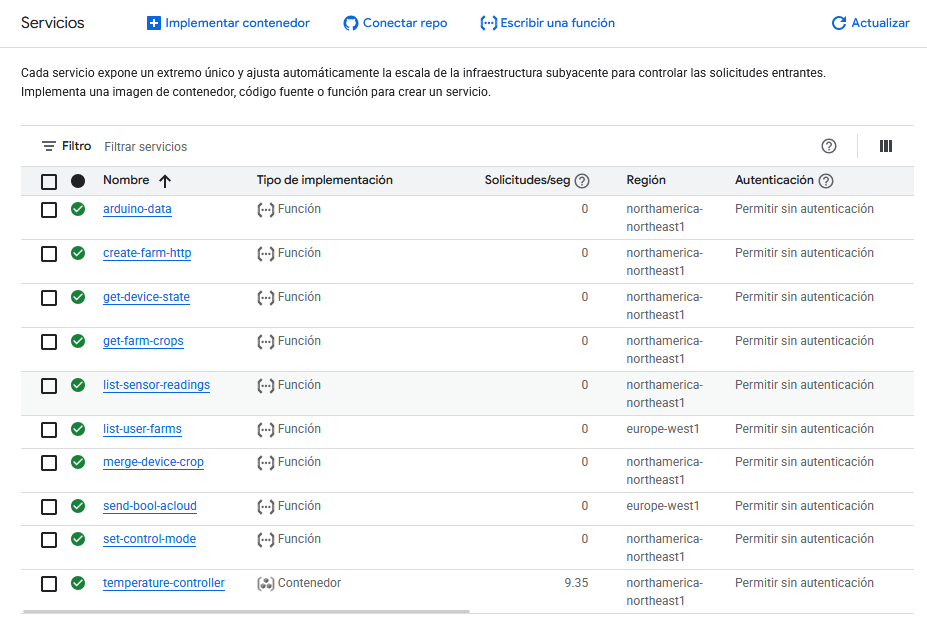 Servicios Implementar contenedor Conectar repo Escribir una función Actualizar
Cada servicio expone un extremo único y ajusta automáticamente la escala de la infraestructura subyacente para controlar las solicitudes entrantes.
Implementa una imagen de contenedor, código fuente o función para crear un servicio.
Filtro Filtrar servicios
Nombre Tipo de implementación Solicitudes/seg Región Autenticación
arduino-data Función 0 northamerica- Permitir sin autenticación
northeast1
create-farm-http Función 0 northamerica- Permitir sin autenticación
northeast1
get-device-state Función 0 northamerica- Permitir sin autenticación
northeast1
get-farm-crops Función 0 northamerica- Permitir sin autenticación
northeast1
list-sensor-readings Función 0 northamerica- Permitir sin autenticación
northeast1
list-user-farms Función 0 europe-west1 Permitir sin autenticación
merge-device-crop Función 0 northamerica- Permitir sin autenticación
northeast1
send-bool-acloud Función 0 europe-west1 Permitir sin autenticación
set-control-mode Función 0 northamerica- Permitir sin autenticación
northeast1
temperature-controller Contenedor 9.35 northamerica- Permitir sin autenticación
northeast1